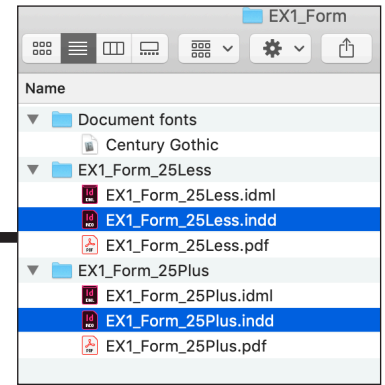 EX1_Form
Name
Document fonts
Century Gothic
EX1_Form_25Less
EX1_Form_25Less.idml
EX1_Form_25Less.indd
EX1_Form_25Less.pdf
EX1_Form_25Plus
EX1_Form_25Plus.idml
EX1_Form_25Plus.indd
EX1_Form_25Plus.pdf